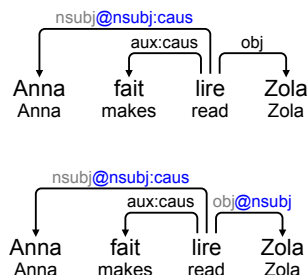 nsubj@nsubj:caus
aux:caus obj
Anna fait lire Zola
Anna makes read Zola
nsubj@nsubj:caus
aux:caus obj@nsubj
Anna fait lire Zola
Anna makes read Zola